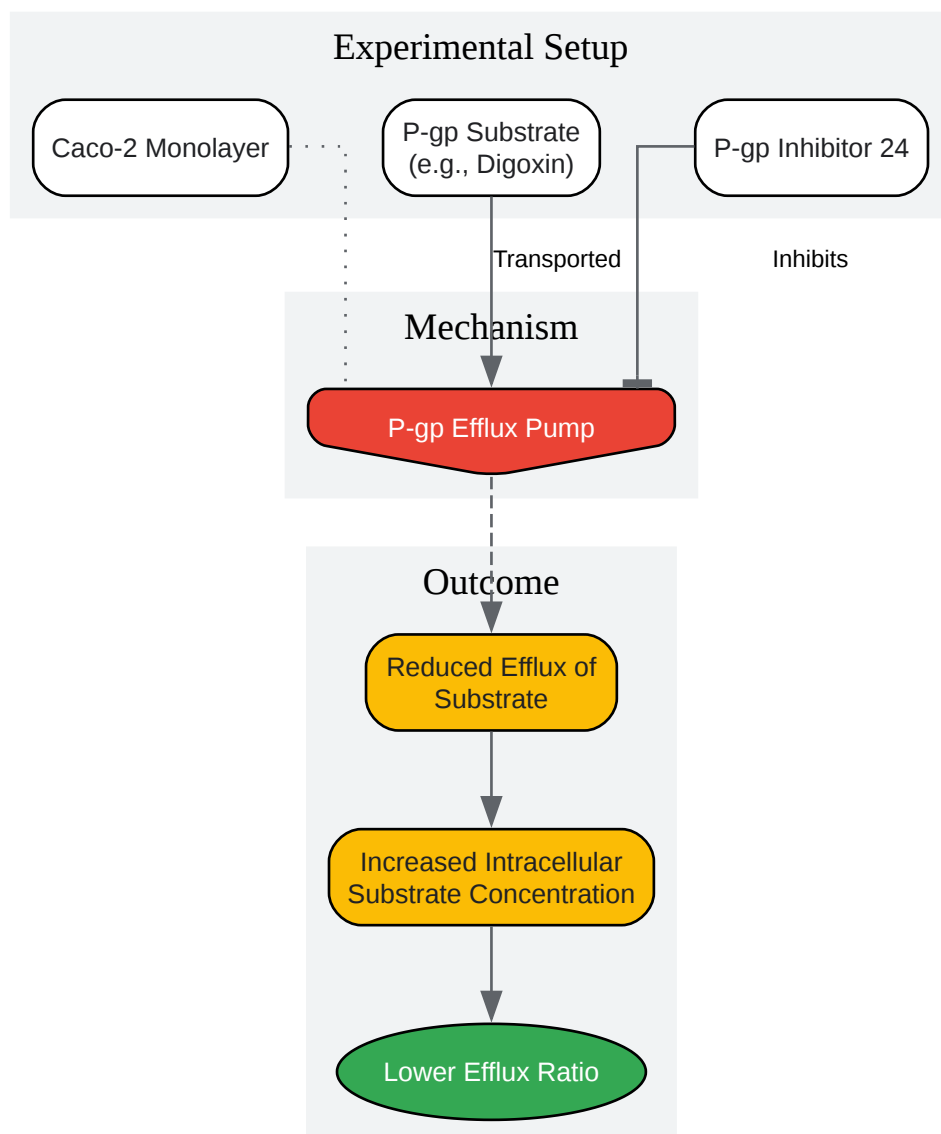 Experimental Setup
Caco-2 Monolayer
P-gp Substrate
(e.g., Digoxin)
P-gp Inhibitor 24
Transported
Inhibits
Mechanism
P-gp Efflux Pump
Outcome
Reduced Efflux of
Substrate
Increased Intracellular
Substrate Concentration
Lower Efflux Ratio